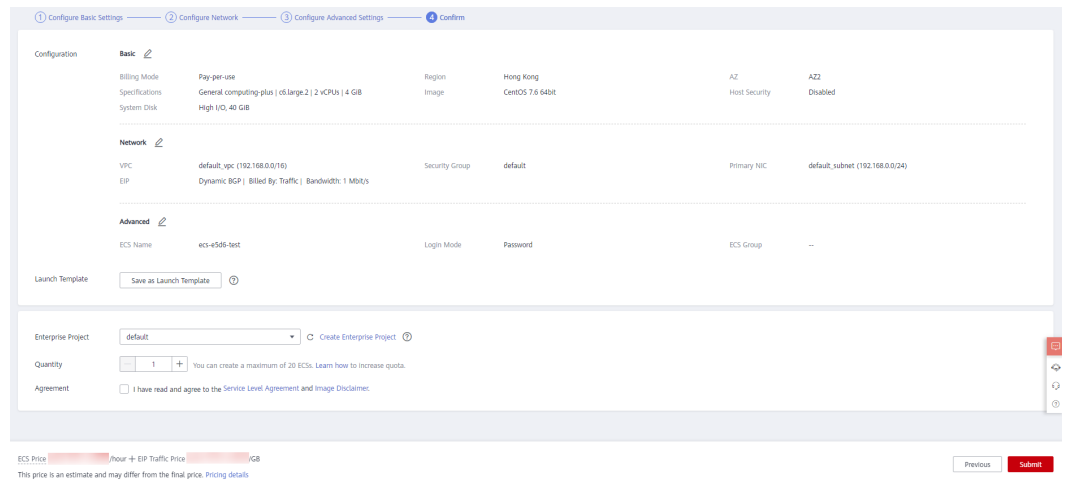 1 Configure Basic Settings 2 Configure Network 3 Configure Advanced Settings 4 Confirm
Configuration Basic
Billing Mode Pay-per-use Region Hong Kong AZ AZ2
Specifications General computing-plus | c6.large.2 | 2 vCPUs | 4 GiB Image CentOS 7.6 64bit Host Security Disabled
System Disk High I/O, 40 GiB
Network
VPC default_vpc (192.168.0.0/16) Security Group default Primary NIC default_subnet (192.168.0.0/24)
EIP Dynamic BGP | Billed By: Traffic | Bandwidth: 1 Mbit/s
Advanced
ECS Name ecs-e5d6-test Login Mode Password ECS Group --
Launch Template Save as Launch Template ?
Enterprise Project default Create Enterprise Project ?
Quantity − 1 + You can create a maximum of 20 ECSs. Learn how to increase quota.
Agreement I have read and agree to the Service Level Agreement and Image Disclaimer.
ECS Price /hour + EIP Traffic Price /GB
This price is an estimate and may differ from the final price. Pricing details
Previous Submit